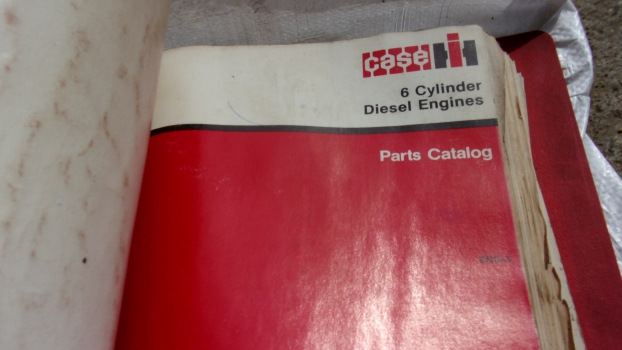 case IH
6 Cylinder
Diesel Engines
Parts Catalog